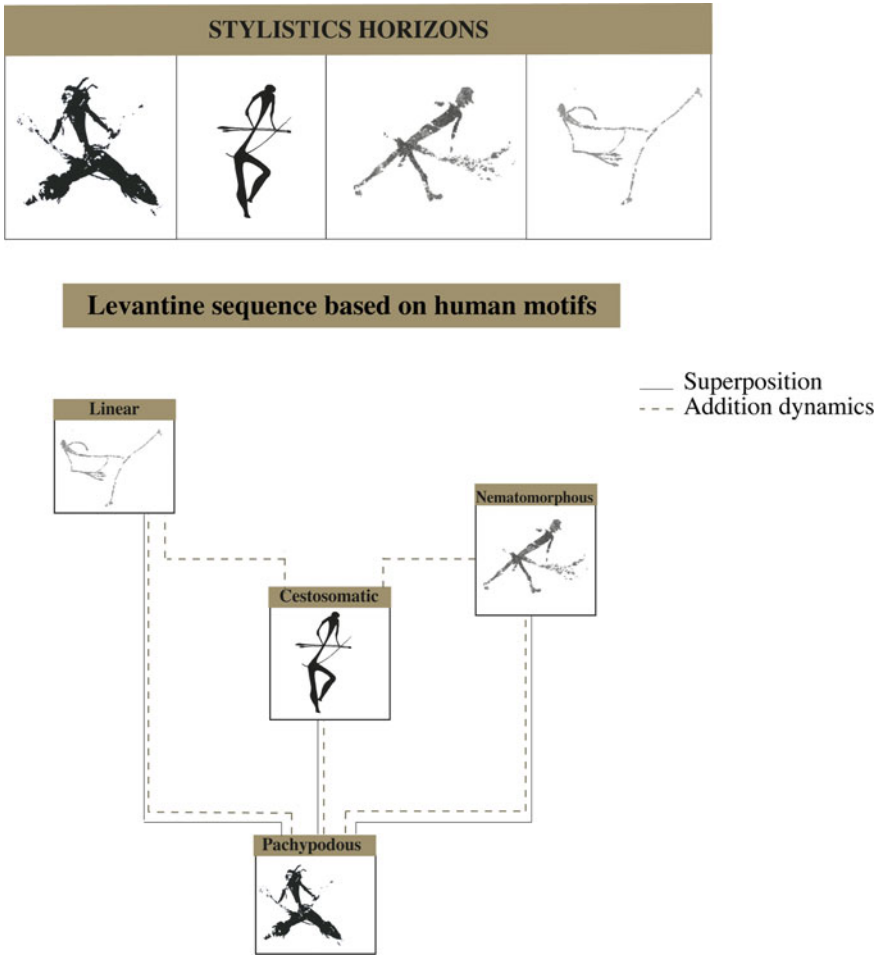 STYLISTICS HORIZONS
Levantine sequence based on human motifs
Superposition
Addition dynamics
Linear
Nematomorphous
Cestosomatic
Pachypodous